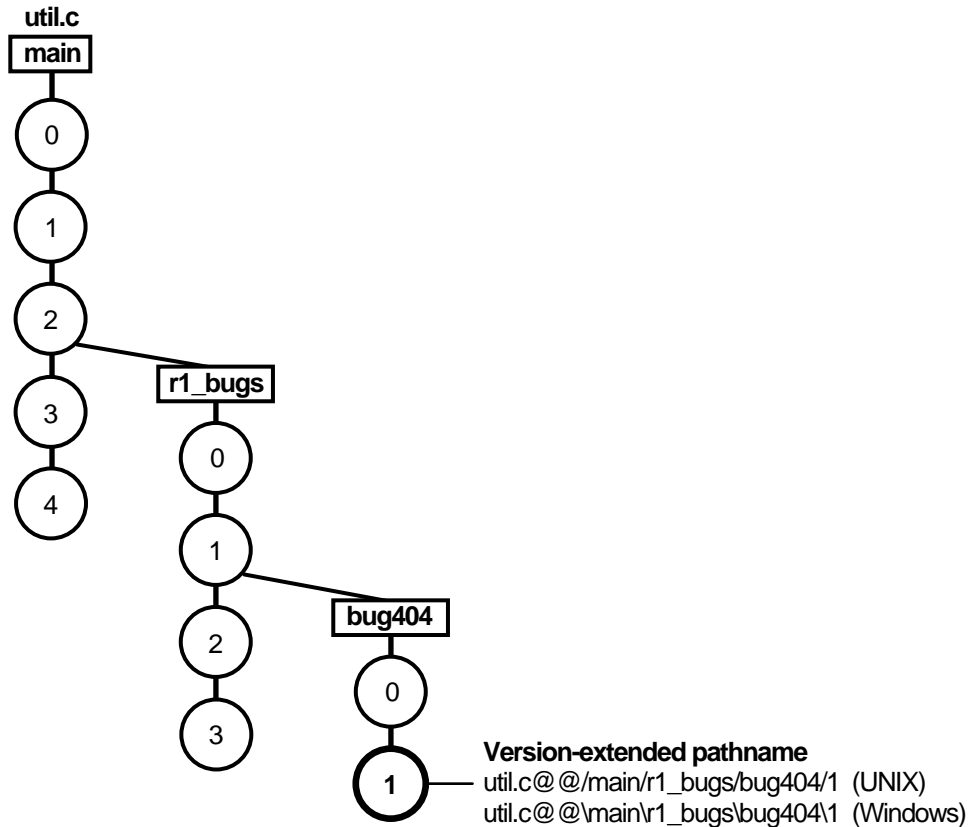 util.c
main
0
1
2
3
4
r1_bugs
0
1
2
3
bug404
0
1
Version-extended pathname
util.c@@/main/r1_bugs/bug404/1 (UNIX)
util.c@@\main\r1_bugs\bug404\1 (Windows)